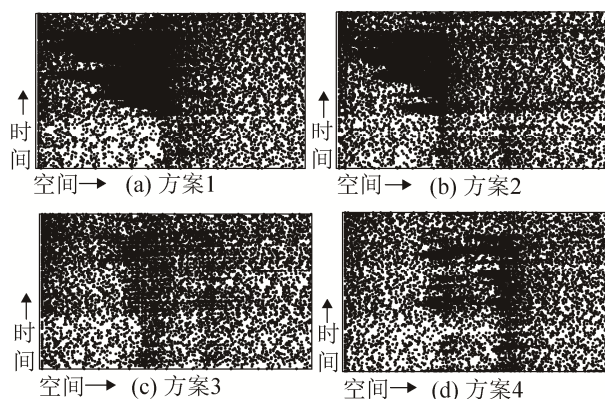 ↑时间
↑时间
空间→ (a) 方案1
空间→ (b) 方案2
↑时间
↑时间
空间→ (c) 方案3
空间→ (d) 方案4